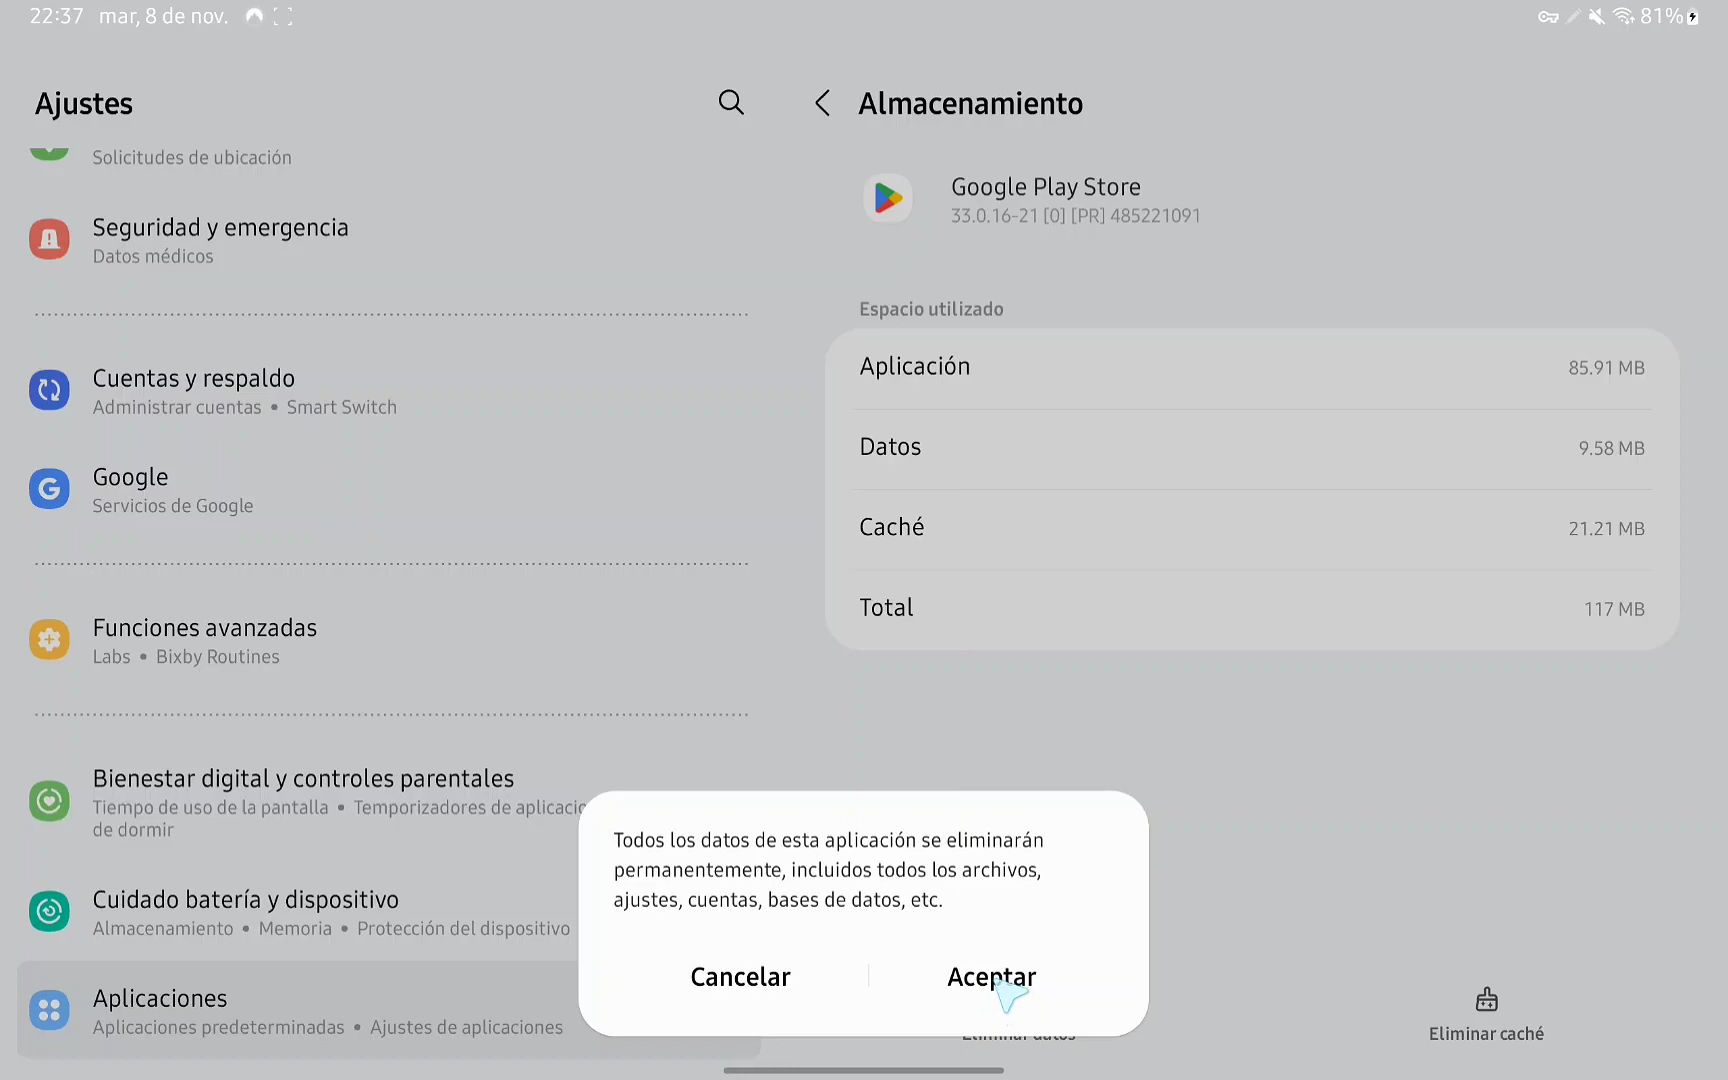 22:37 mar, 8 de nov.
81%
Ajustes
Solicitudes de ubicación
Seguridad y emergencia
Datos médicos
Cuentas y respaldo
Administrar cuentas • Smart Switch
Google
Servicios de Google
Funciones avanzadas
Labs • Bixby Routines
Bienestar digital y controles parentales
Tiempo de uso de la pantalla • Temporizadores de
de dormir
Cuidado batería y dispositivo
Almacenamiento • Memoria • Protección del dispositivo
Aplicaciones
Aplicaciones predeterminadas • Ajustes de aplicaciones
Almacenamiento
Google Play Store
33.0.16-21 [0] [PR] 485221091
Espacio utilizado
Aplicación 85.91 MB
Datos 9.58 MB
Caché 21.21 MB
Total 117 MB
Todos los datos de esta aplicación se eliminarán
permanentemente, incluidos todos los archivos,
ajustes, cuentas, bases de datos, etc.
Cancelar Aceptar
Eliminar datos
Eliminar caché